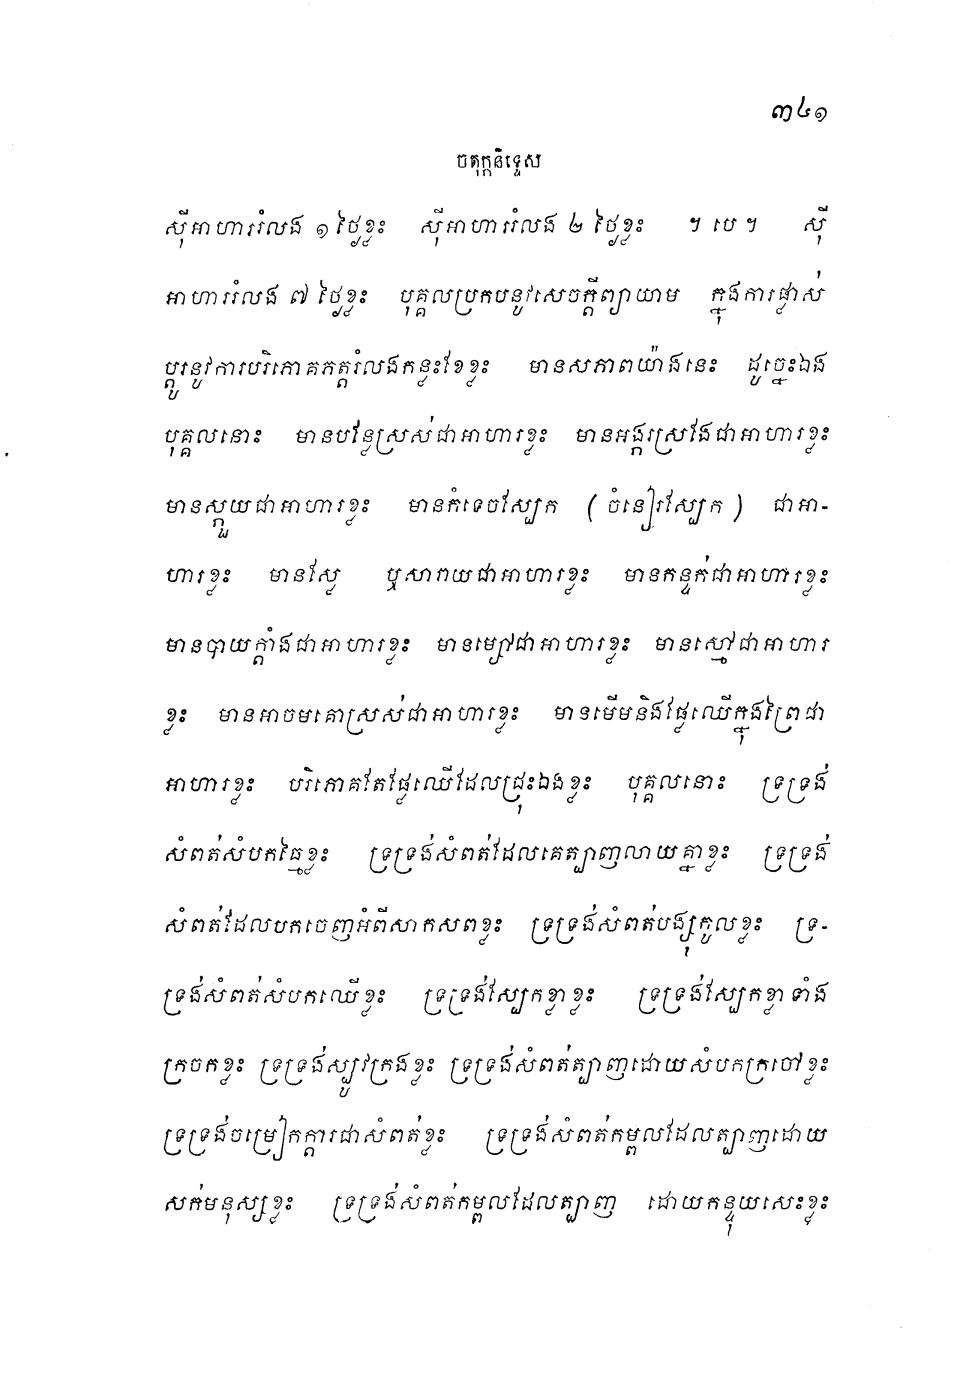 ៣៤១
ចតុក្កនិទ្ទេស
ស៊ីអាហាររំលង ១ ថ្ងៃខ្លះ ស៊ីអាហាររំលង ២ ថ្ងៃខ្លះ ។ បេ ។ ស៊ី
អាហាររំលង ៧ ថ្ងៃខ្លះ បុគ្គលប្រកបនូវសេចក្តីព្យាយាម ក្នុងការផ្លាស់
ប្តូរនូវការបរិភោគភត្តរំលងកន្លះខែខ្លះ មានសភាពយ៉ាងនេះ ដូច្នេះឯង
បុគ្គលនោះ មានបន្លែស្រស់ជាអាហារខ្លះ មានអង្ករស្រងែជាអាហារខ្លះ
មានស្កួយជាអាហារខ្លះ មានកំទេចស្បែក (ចំនៀរស្បែក) ជាអា-
ហារខ្លះ មានស្លែ ឬសារាយជាអាហារខ្លះ មានកន្ទក់ជាអាហារខ្លះ
មានបាយក្តាំងជាអាហារខ្លះ មានម្សៅជាអាហារខ្លះ មានស្មៅជាអាហារ
ខ្លះ មានអាចមគោស្រស់ជាអាហារខ្លះ មានមើមនិងផ្លែឈើក្នុងព្រៃជា
អាហារខ្លះ បរិភោគតែផ្លែឈើដែលជ្រុះឯងខ្លះ បុគ្គលនោះ ទ្រទ្រង់
សំពត់សំបកធ្មៃខ្លះ ទ្រទ្រង់សំពត់ដែលគេត្បាញលាយគ្នាខ្លះ ទ្រទ្រង់
សំពត់ដែលបកចេញអំពីសាកសពខ្លះ ទ្រទ្រង់សំពត់បង្សុកូលខ្លះ ទ្រ-
ទ្រង់សំពត់សំបកឈើខ្លះ ទ្រទ្រង់ស្បែកខ្លាខ្លះ ទ្រទ្រង់ស្បែកខ្លាទាំង
ក្រចកខ្លះ ទ្រទ្រង់ស្បូវក្រងខ្លះ ទ្រទ្រង់សំពត់ត្បាញដោយសំបកក្រចៅខ្លះ
ទ្រទ្រង់ចម្រៀកក្តារជាសំពត់ខ្លះ ទ្រទ្រង់សំពត់កម្ពលដែលត្បាញដោយ
សក់មនុស្សខ្លះ ទ្រទ្រង់សំពត់កម្ពលដែលត្បាញ ដោយកន្ទុយសេះខ្លះ